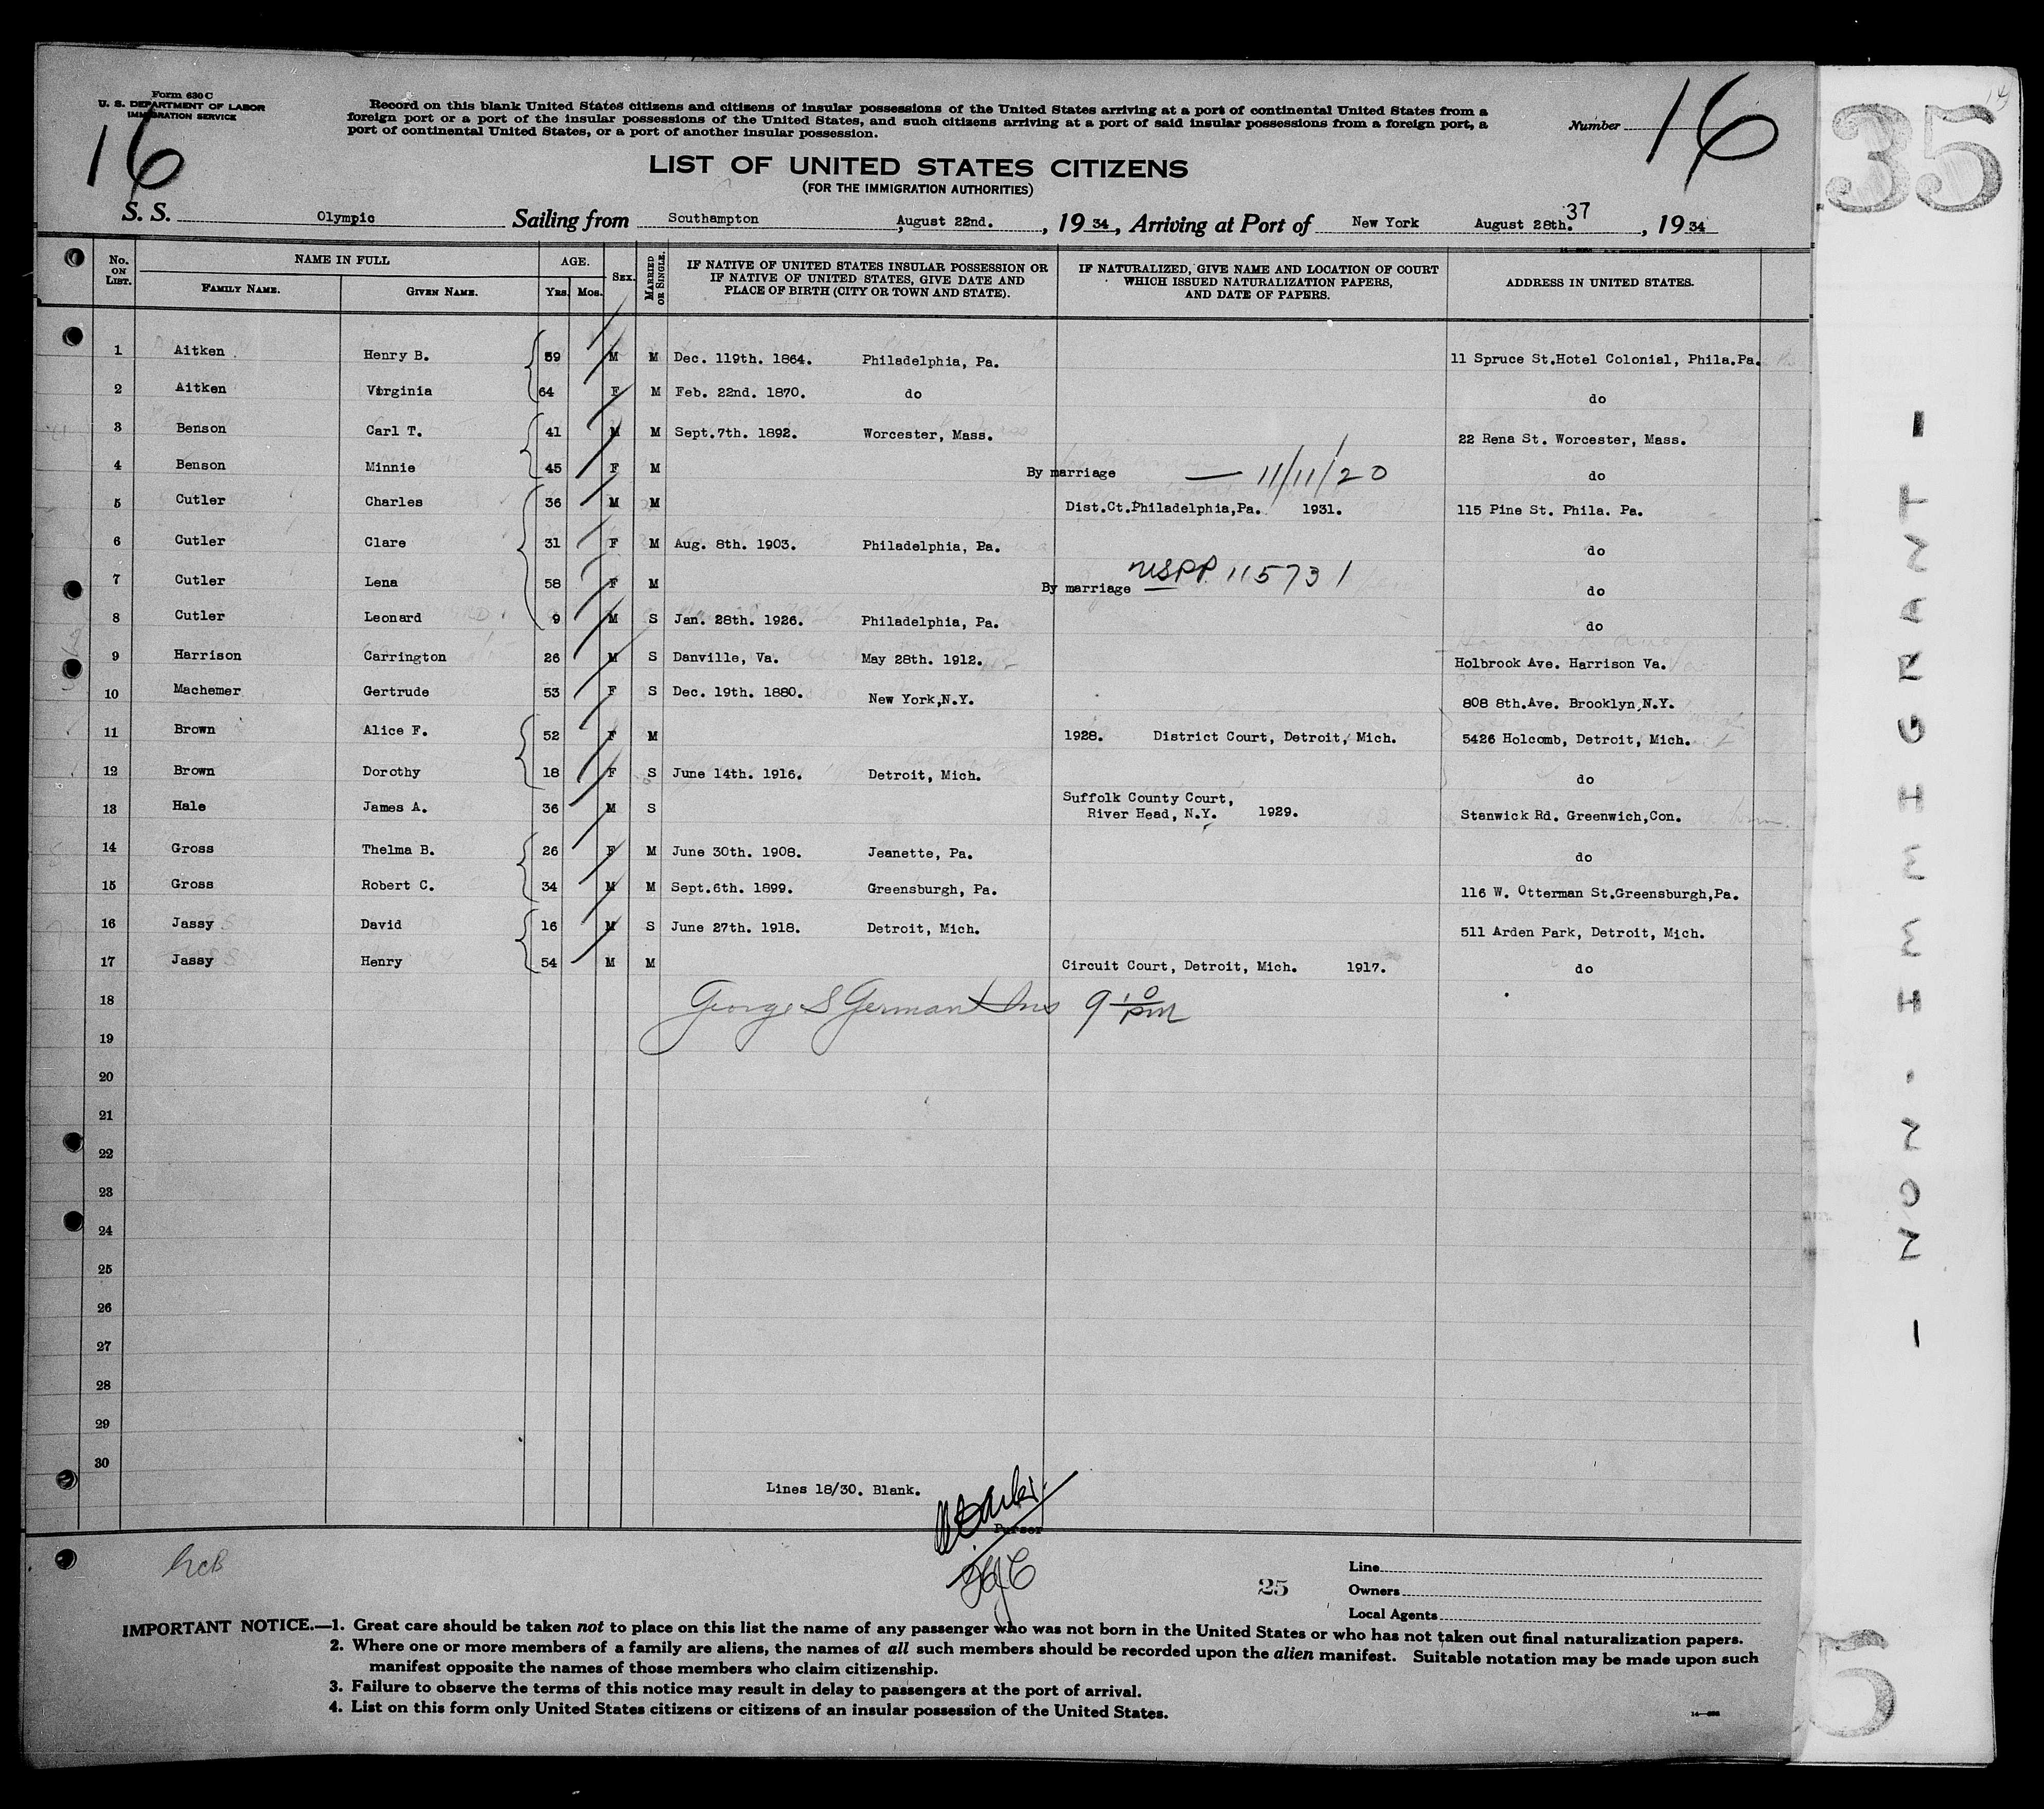 Form 630 C
U. S. DEPARTMENT OF LABOR
IMMIGRATION SERVICE
16
Record on this blank United States citizens and citizens of insular possessions of the United States arriving at a port of continental United States from a
foreign port or a port of the insular possessions of the United States, and such citizens arriving at a port of said insular possessions from a foreign port, a
port of continental United States, or a port of another insular possession.
Number 16
35
LIST OF UNITED STATES CITIZENS
(FOR THE IMMIGRATION AUTHORITIES)
S. S. Olympic Sailing from Southampton August 22nd. , 19 34 , Arriving at Port of New York August 28th. 37 , 19 34
No. ON LIST. NAME IN FULL FAMILY NAME. GIVEN NAME. AGE. YRS. MOS. SEX. MARRIED OR SINGLE. IF NATIVE OF UNITED STATES INSULAR POSSESSION OR IF NATIVE OF UNITED STATES, GIVE DATE AND PLACE OF BIRTH (CITY OR TOWN AND STATE). IF NATURALIZED, GIVE NAME AND LOCATION OF COURT WHICH ISSUED NATURALIZATION PAPERS, AND DATE OF PAPERS. ADDRESS IN UNITED STATES.
1 Aitken Henry B. 59 M M Dec. 119th. 1864. Philadelphia, Pa. 11 Spruce St.Hotel Colonial, Phila.Pa.
2 Aitken Virginia 64 F M Feb. 22nd. 1870. do do
3 Benson Carl T. 41 M M Sept.7th. 1892. Worcester, Mass. 22 Rena St. Worcester, Mass.
4 Benson Minnie 45 F M By marriage — 11/11/20 do
5 Cutler Charles 36 M M Dist.Ct.Philadelphia,Pa. 1931. 115 Pine St. Phila. Pa.
6 Cutler Clare 31 F M Aug. 8th. 1903. Philadelphia, Pa. do
7 Cutler Lena 58 F M By marriage USPP. 115731 do
8 Cutler Leonard 9 M S Jan. 28th. 1926. Philadelphia, Pa. do
9 Harrison Carrington 26 M S Danville, Va. May 28th. 1912. Holbrook Ave. Harrison Va.
10 Machemer Gertrude 53 F S Dec. 19th. 1880. New York,N.Y. 808 8th.Ave. Brooklyn,N.Y.
11 Brown Alice F. 52 F M 1928. District Court, Detroit, Mich. 5426 Holcomb, Detroit, Mich.
12 Brown Dorothy 18 F S June 14th. 1916. Detroit, Mich. do
13 Hale James A. 36 M S Suffolk County Court, River Head, N.Y. 1929. Stanwick Rd. Greenwich,Con.
14 Gross Thelma B. 26 F M June 30th. 1908. Jeanette, Pa. do
15 Gross Robert C. 34 M M Sept.6th. 1899. Greensburgh, Pa. 116 W. Otterman St.Greensburgh,Pa.
16 Jassy David 16 M S June 27th. 1918. Detroit, Mich. 511 Arden Park, Detroit, Mich.
17 Jassy Henry 54 M M Circuit Court, Detroit, Mich. 1917. do
18 George S German Ins 9 10 pm
19
20
21
22
23
24
25
26
27
28
29
30
Lines 18/30. Blank.
Purser
25
Line
Owners
Local Agents
IMPORTANT NOTICE.—1. Great care should be taken not to place on this list the name of any passenger who was not born in the United States or who has not taken out final naturalization papers.
2. Where one or more members of a family are aliens, the names of all such members should be recorded upon the alien manifest. Suitable notation may be made upon such
manifest opposite the names of those members who claim citizenship.
3. Failure to observe the terms of this notice may result in delay to passengers at the port of arrival.
4. List on this form only United States citizens or citizens of an insular possession of the United States.
5